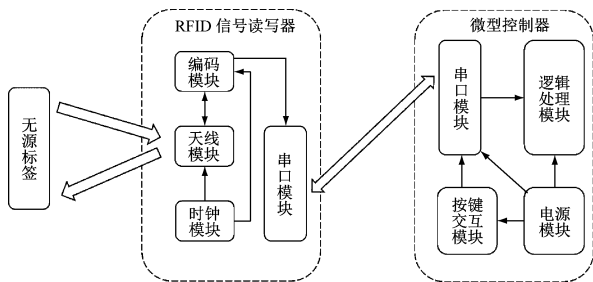 RFID 信号读写器
微型控制器
无
源
标
签
编码
模块
天线
模块
时钟
模块
串
口
模
块
串
口
模
块
逻辑
处理
模块
按键
交互
模块
电源
模块